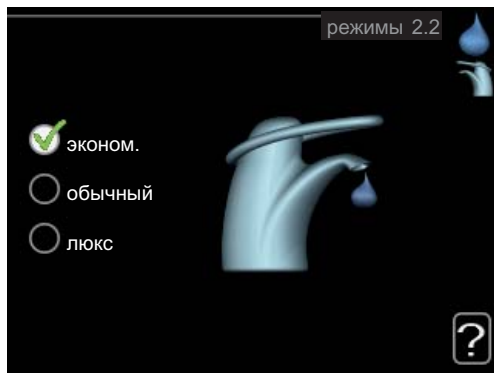 режимы 2.2
эконом.
обычный
люкс
?